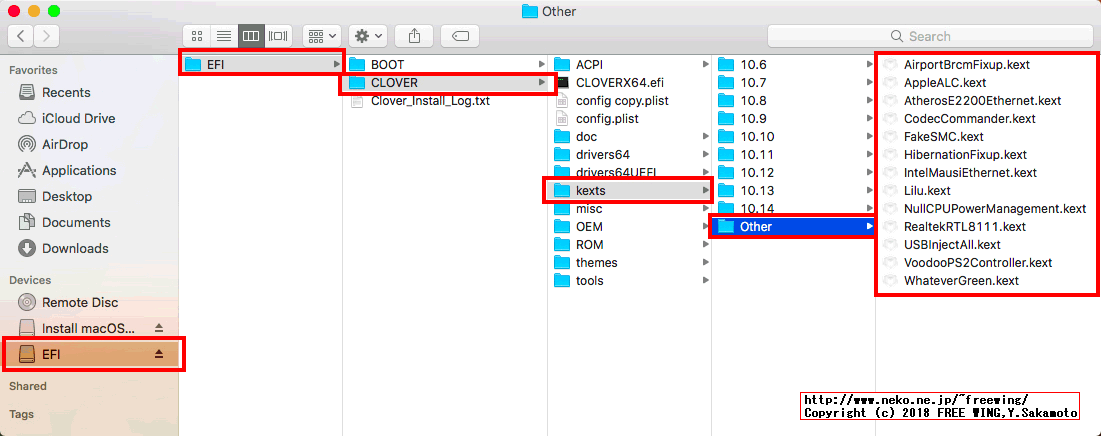 Other
Search
Favorites
Recents
iCloud Drive
AirDrop
Applications
Desktop
Documents
Downloads
Devices
Remote Disc
Install macOS...
EFI
Shared
Tags
EFI
BOOT
CLOVER
Clover_Install_Log.txt
ACPI
CLOVERX64.efi
config copy.plist
config.plist
doc
drivers64
drivers64UEFI
kexts
misc
OEM
ROM
themes
tools
10.6
10.7
10.8
10.9
10.10
10.11
10.12
10.13
10.14
Other
AirportBrcmFixup.kext
AppleALC.kext
AtherosE2200Ethernet.kext
CodecCommander.kext
FakeSMC.kext
HibernationFixup.kext
IntelMausiEthernet.kext
Lilu.kext
NullCPUPowerManagement.kext
RealtekRTL8111.kext
USBInjectAll.kext
VoodooPS2Controller.kext
WhateverGreen.kext
http://www.neko.ne.jp/~freewing/
Copyright (c) 2018 FREE WING,Y.Sakamoto